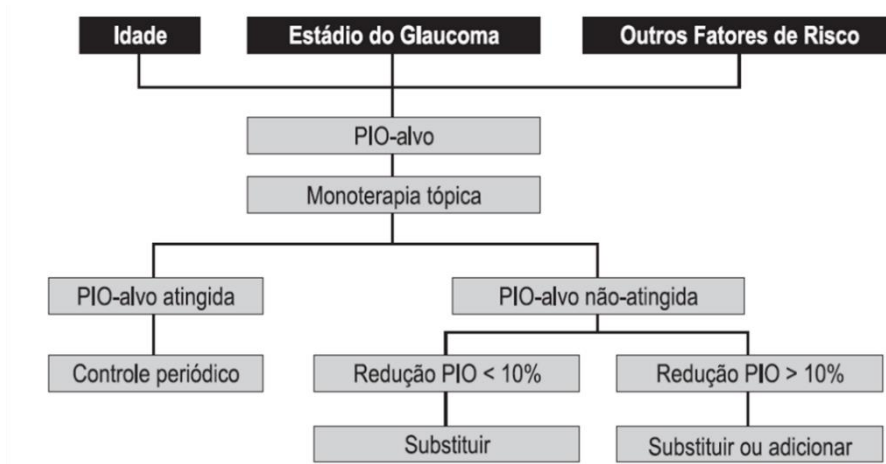 Idade
Estádio do Glaucoma
Outros Fatores de Risco
PIO-alvo
Monoterapia tópica
PIO-alvo atingida
PIO-alvo não-atingida
Controle periódico
Redução PIO < 10%
Redução PIO > 10%
Substituir
Substituir ou adicionar